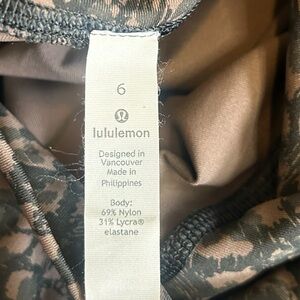 6
lululemon
Designed in
Vancouver
Made in
Philippines
Body:
69% Nylon
31% Lycra®
elastane